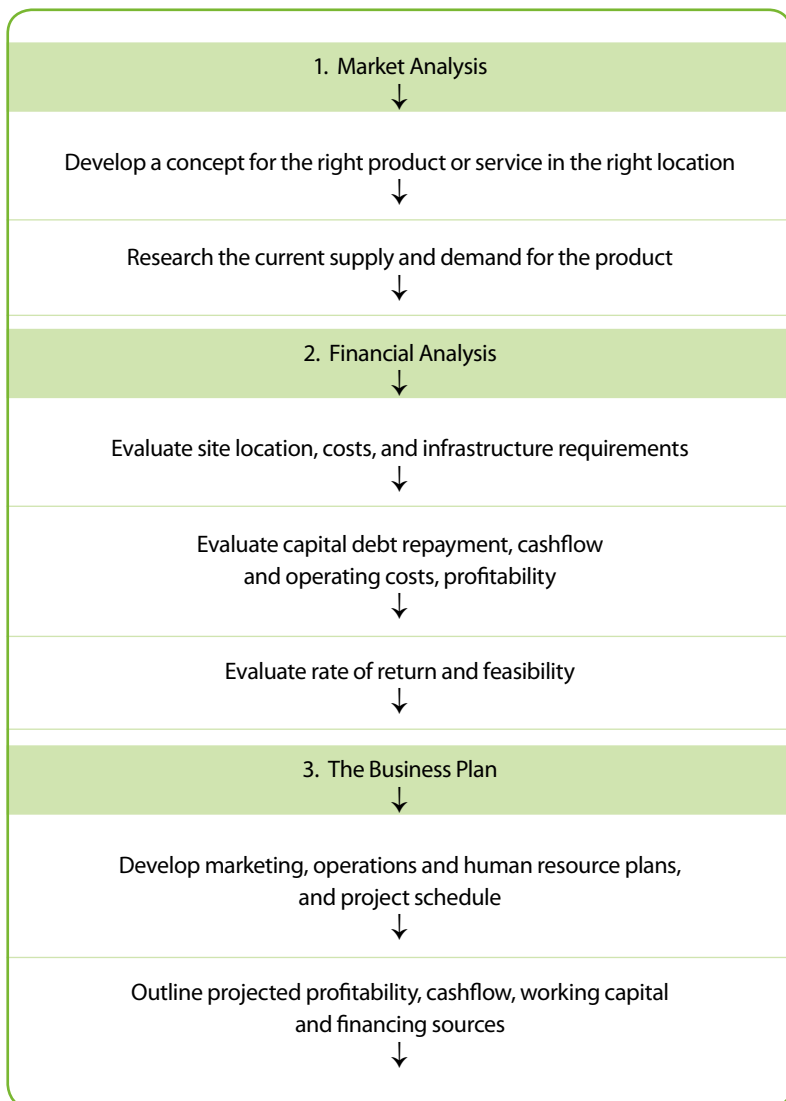 1. Market Analysis
↓
Develop a concept for the right product or service in the right location
↓
Research the current supply and demand for the product
↓
2. Financial Analysis
↓
Evaluate site location, costs, and infrastructure requirements
↓
Evaluate capital debt repayment, cashflow
and operating costs, profitability
↓
Evaluate rate of return and feasibility
↓
3. The Business Plan
↓
Develop marketing, operations and human resource plans,
and project schedule
↓
Outline projected profitability, cashflow, working capital
and financing sources
↓